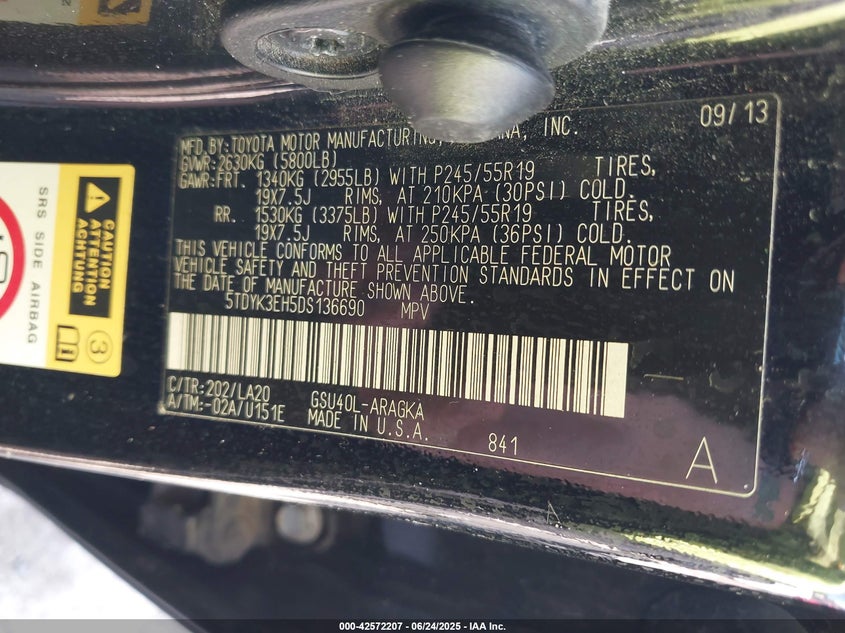 09/13
MFD.BY:TOYOTA MOTOR MANUFACTURING, INC.
GVWR:2630KG (5800LB)
GAWR:FRT. 1340KG (2955LB) WITH P245/55R19 TIRES,
19X7.5J RIMS, AT 210KPA (30PSI) COLD.
RR. 1530KG (3375LB) WITH P245/55R19 TIRES,
19X7.5J RIMS, AT 250KPA (36PSI) COLD.
THIS VEHICLE CONFORMS TO ALL APPLICABLE FEDERAL MOTOR
VEHICLE SAFETY AND THEFT PREVENTION STANDARDS IN EFFECT ON
THE DATE OF MANUFACTURE SHOWN ABOVE.
5TDYK3EH5DS136690 MPV
C/TR:202/LA20 GSU40L-ARAGKA
A/TM:-02A/U151E MADE IN U.S.A. 841 A
SRS SIDE AIRBAG
CAUTION
ATTENTION
ACHTUNG
3
000-42572207 - 06/24/2025 - IAA Inc.